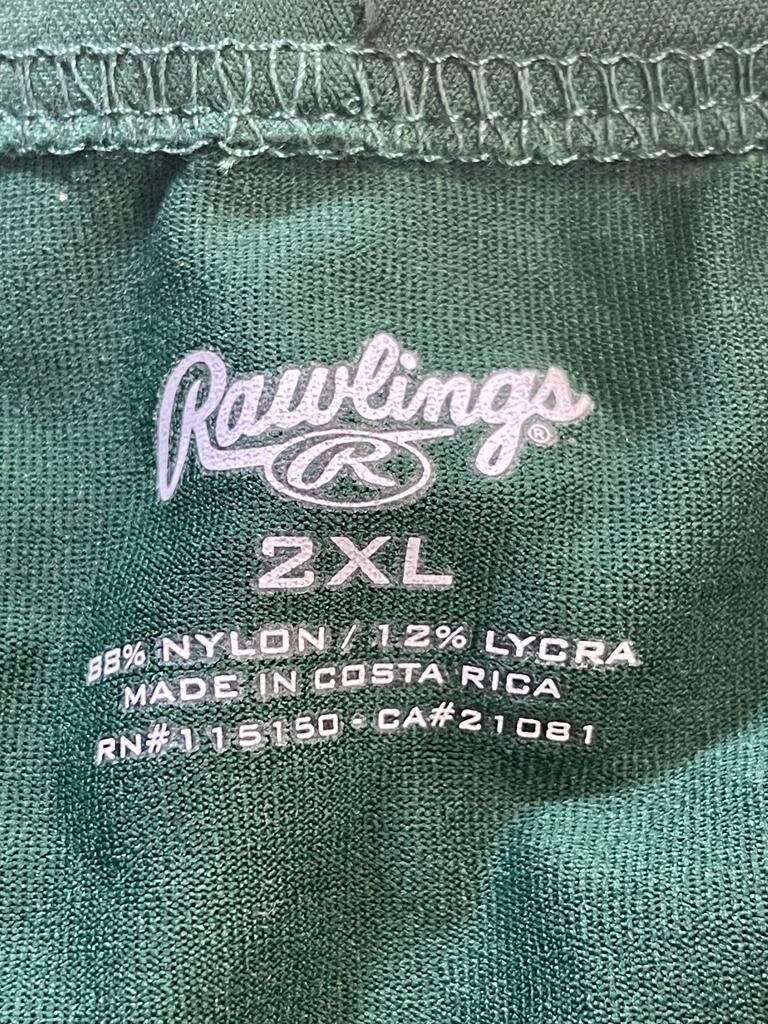 Rawlings®
R
2XL
88% NYLON / 12% LYCRA
MADE IN COSTA RICA
RN#115150 - CA#21081